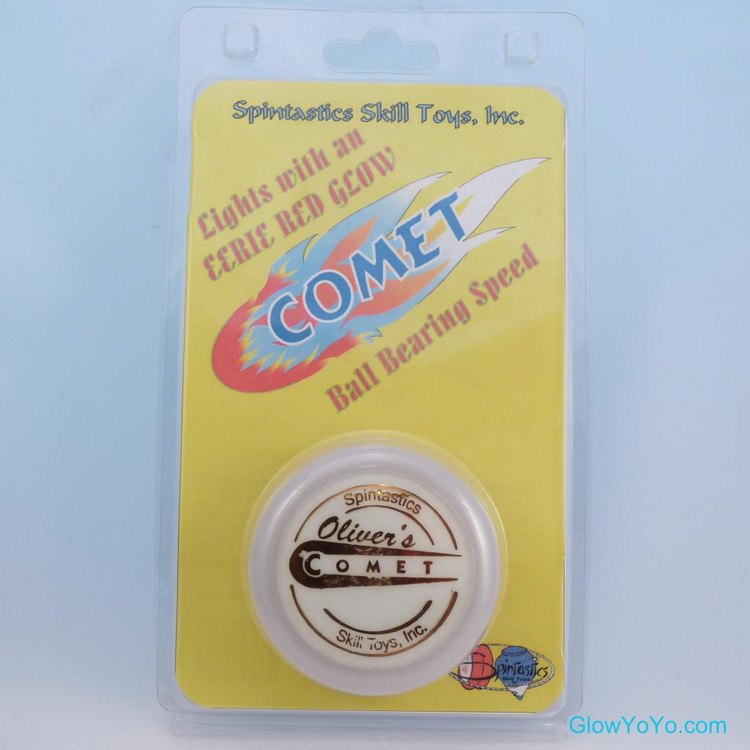 Spintastics Skill Toys, Inc.
Lights with an
EERIE RED GLOW
COMET
Ball Bearing Speed
Spintastics
Oliver's
COMET
Skill Toys, Inc.
Spintastics
GlowYoYo.com